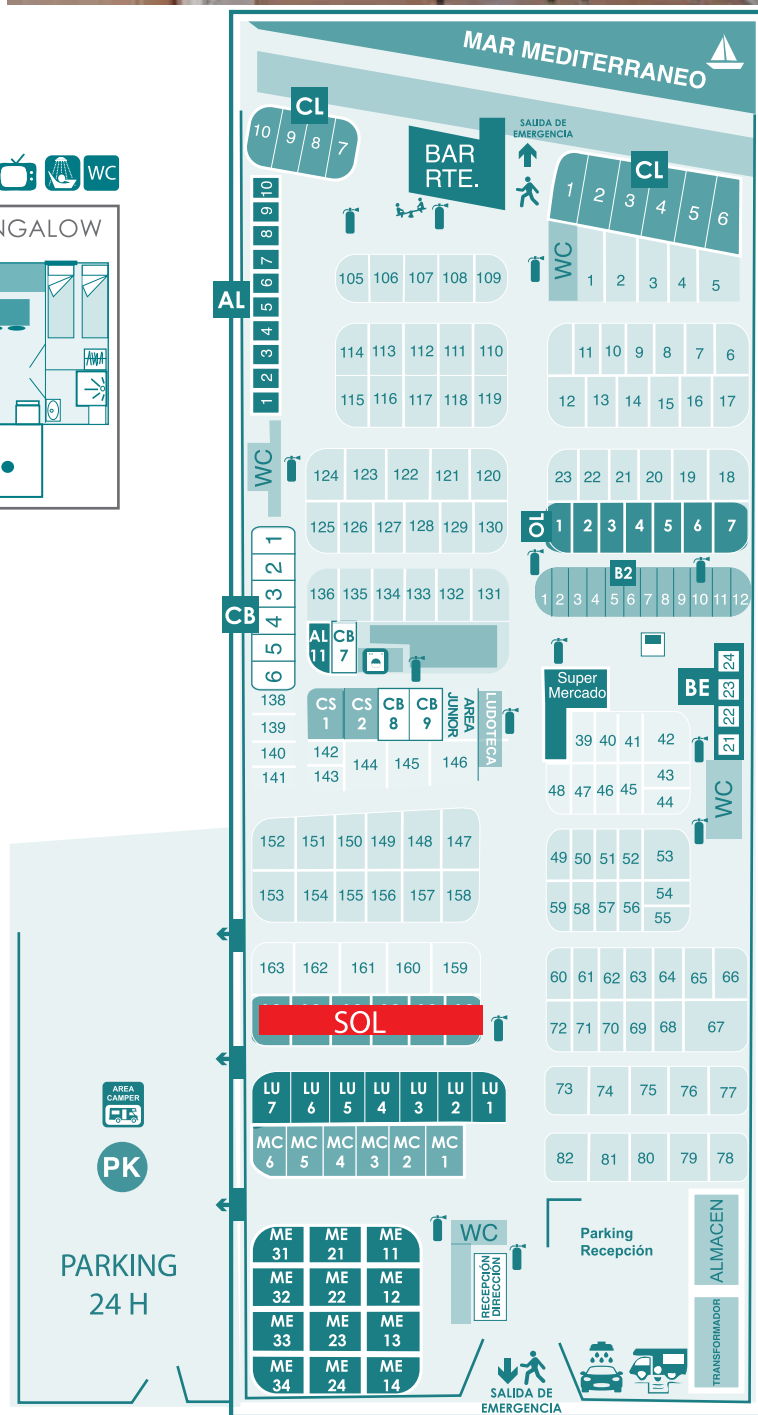 MAR MEDITERRANEO
CL
10 9 8 7
BAR
RTE.
SALIDA DE
EMERGENCIA
CL
1 2 3 4 5 6
WC
WC
1 2 3 4 5
NGALOW
AL
10
9
8
7
6
5
4
3
2
1
105 106 107 108 109
114 113 112 111 110
115 116 117 118 119
11 10 9 8 7 6
12 13 14 15 16 17
WC
124 123 122 121 120
125 126 127 128 129 130
23 22 21 20 19 18
OL
1 2 3 4 5 6 7
B2
1 2 3 4 5 6 7 8 9 10 11 12
CB
1
2
3
4
5
6
136 135 134 133 132 131
AL
11
CB
7
138
139
140
141
CS
1
CS
2
CB
8
CB
9
AREA
JUNIOR
LUDOTECA
142
143
144 145 146
Super
Mercado
BE
24
23
22
21
39 40 41 42
48 47 46 45
43
44
WC
152 151 150 149 148 147
153 154 155 156 157 158
49 50 51 52 53
59 58 57 56
54
55
163 162 161 160 159
SOL
60 61 62 63 64 65 66
72 71 70 69 68 67
LU
7
LU
6
LU
5
LU
4
LU
3
LU
2
LU
1
MC
6
MC
5
MC
4
MC
3
MC
2
MC
1
73 74 75 76 77
82 81 80 79 78
AREA
CAMPER
PK
PARKING
24 H
ME
31
ME
21
ME
11
ME
32
ME
22
ME
12
ME
33
ME
23
ME
13
ME
34
ME
24
ME
14
WC
RECEPCIÓN
DIRECCIÓN
Parking
Recepción
ALMACEN
TRANSFORMADOR
SALIDA DE
EMERGENCIA